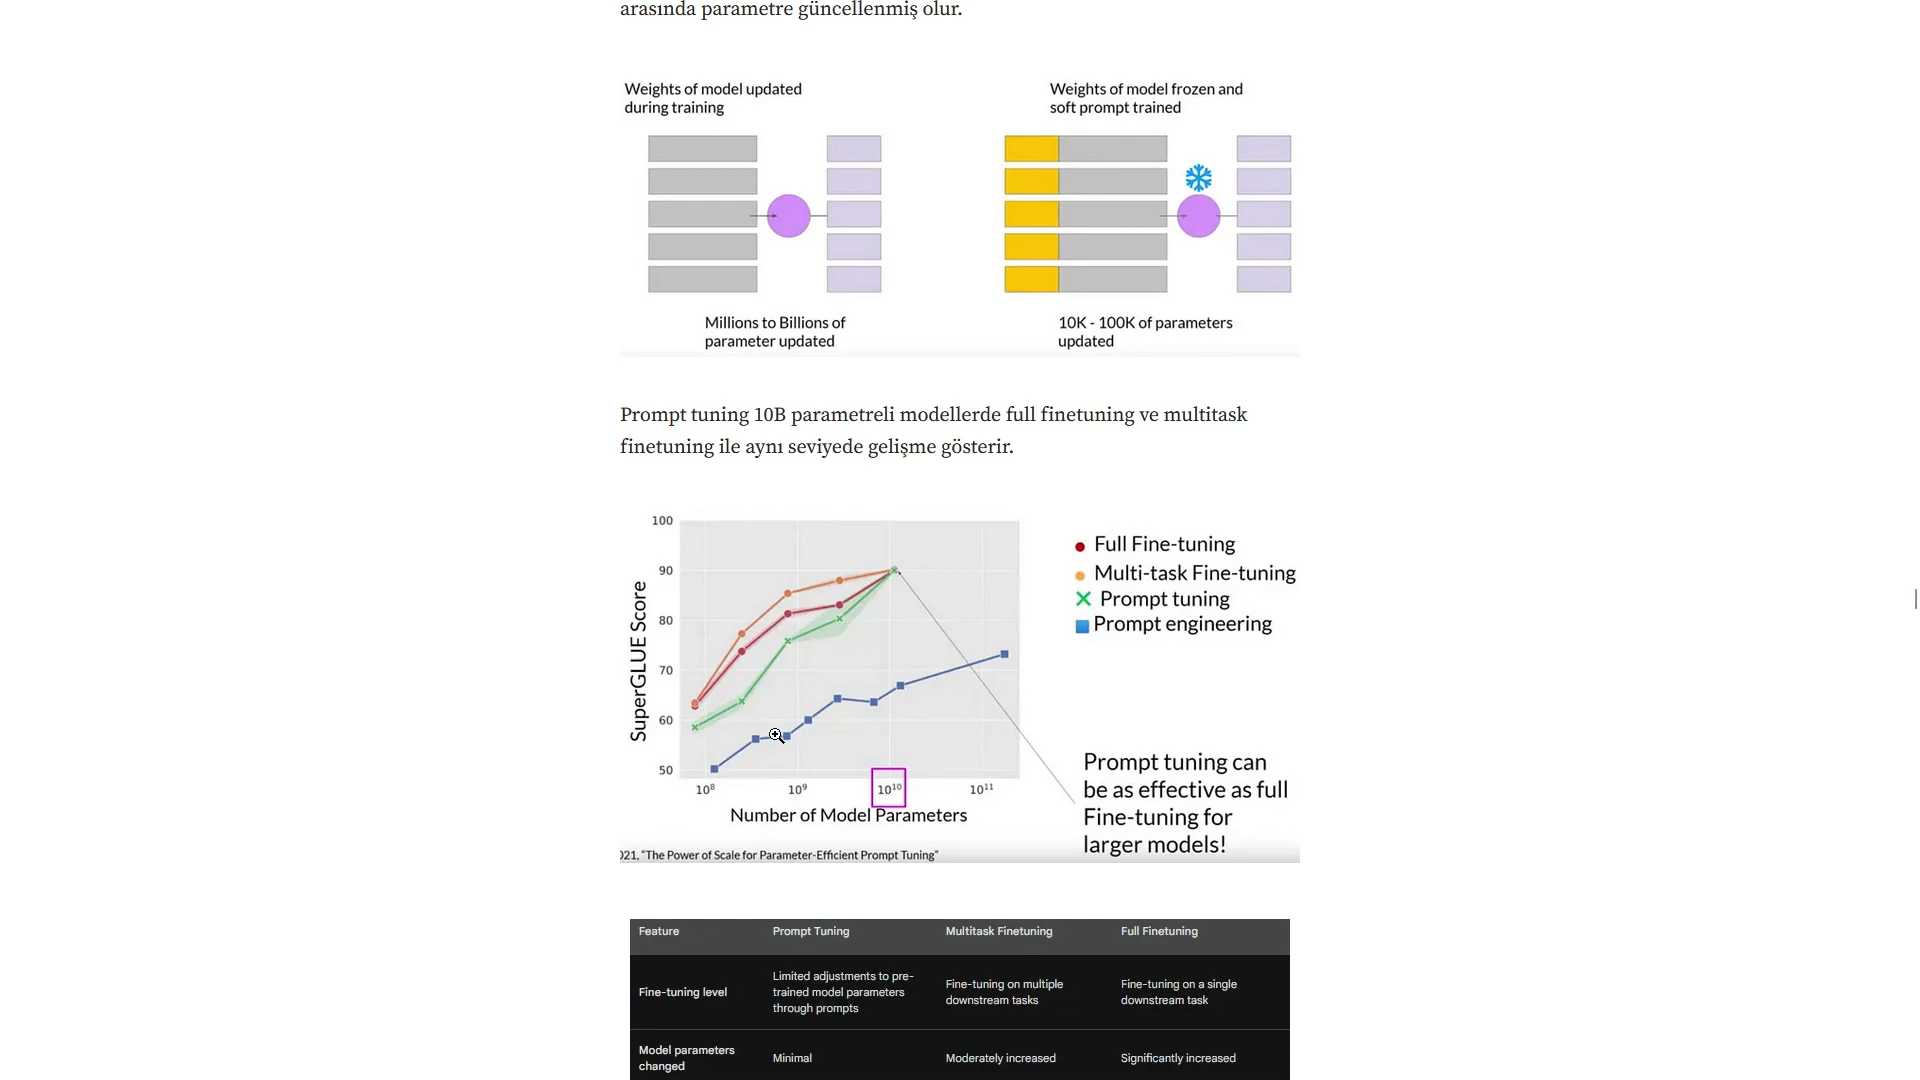 arasında parametre güncellenmiş olur.
Weights of model updated
during training
Weights of model frozen and
soft prompt trained
Millions to Billions of
parameter updated
10K - 100K of parameters
updated
Prompt tuning 10B parametreli modellerde full finetuning ve multitask
finetuning ile aynı seviyede gelişme gösterir.
100
90
80
70
60
50
SuperGLUE Score
10⁸
10⁹
10¹⁰
10¹¹
Number of Model Parameters
Full Fine-tuning
Multi-task Fine-tuning
Prompt tuning
Prompt engineering
Prompt tuning can
be as effective as full
Fine-tuning for
larger models!
021, "The Power of Scale for Parameter-Efficient Prompt Tuning"
Feature
Prompt Tuning
Multitask Finetuning
Full Finetuning
Fine-tuning level
Limited adjustments to pre-
trained model parameters
through prompts
Fine-tuning on multiple
downstream tasks
Fine-tuning on a single
downstream task
Model parameters
changed
Minimal
Moderately increased
Significantly increased